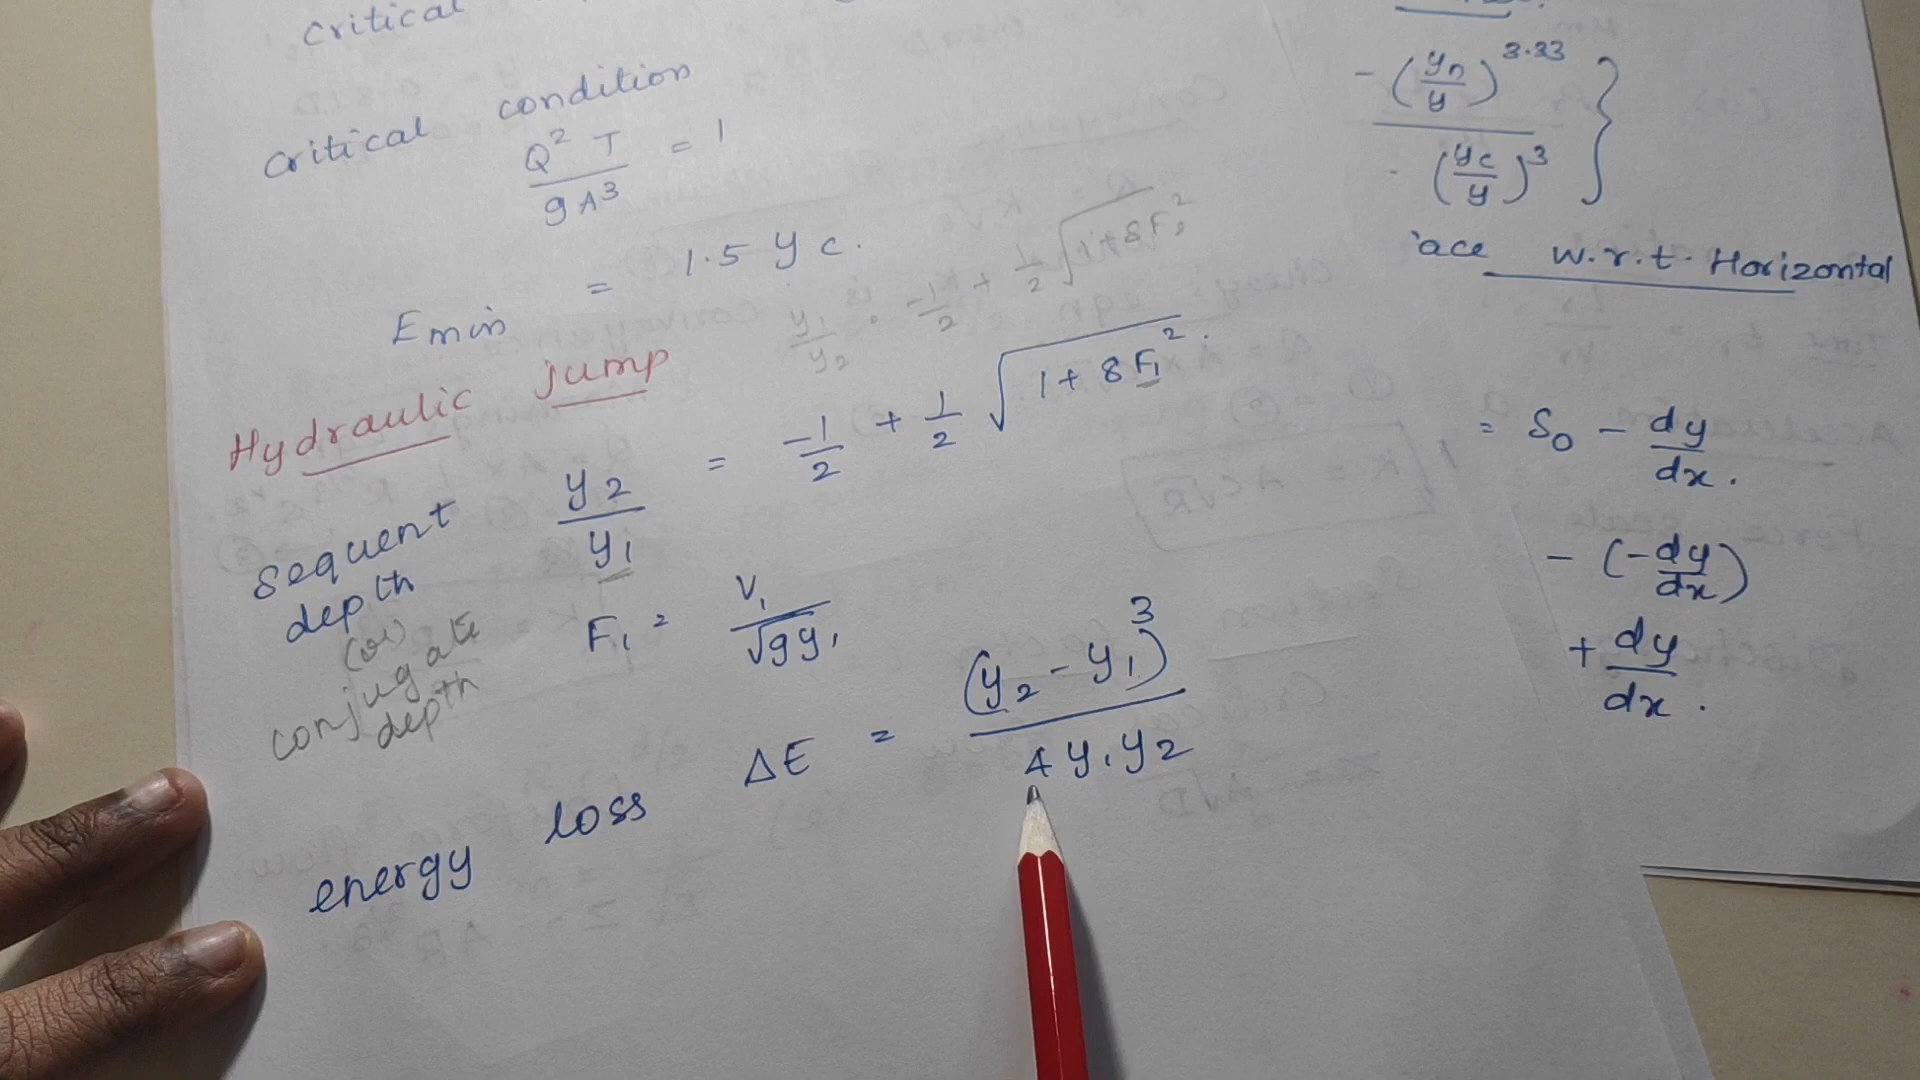 critical
critical condition
Q² T / gA³ = 1
Emin = 1.5 yc.
y₁/y₂ = -1/2 + 1/2 √1+8F₂²
Hydraulic jump
sequent depth (or) conjugate depth
y₂/y₁ = -1/2 + 1/2 √1+8F₁².
F₁ = V₁/√gy₁
energy loss ΔE = (y₂-y₁)³ / 4y₁y₂
-(yn/y)^3.33
(yc/y)³ }
ace w.r.t. Horizontal
= S₀ - dy/dx.
- (-dy/dx)
+ dy/dx.